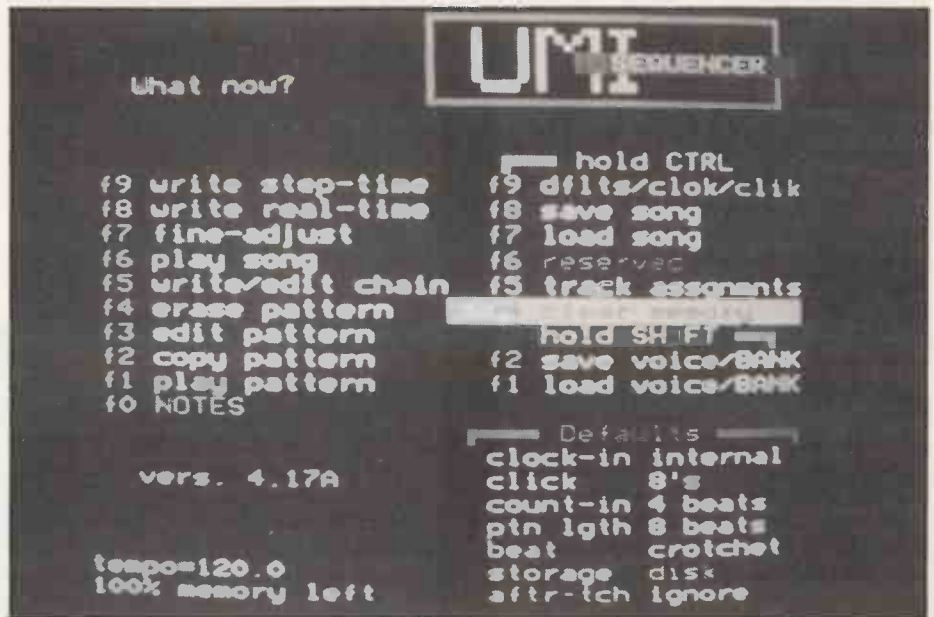 UMI
SEQUENCER
What now?
f9 write step-time
f8 write real-time
f7 fine-adjust
f6 play song
f5 write/edit chain
f4 erase pattern
f3 edit pattern
f2 copy pattern
f1 play pattern
f0 NOTES
hold CTRL
f9 dflts/clok/clik
f8 save song
f7 load song
f6 reserved
f5 track assgnmnts
hold SHIFT
f2 save voice/BANK
f1 load voice/BANK
vers. 4.17A
tempo=120.0
100% memory left
Defaults
clock-in internal
click 8's
count-in 4 beats
ptn lgth 8 beats
beat crotchet
storage disk
aftr-tch ignore